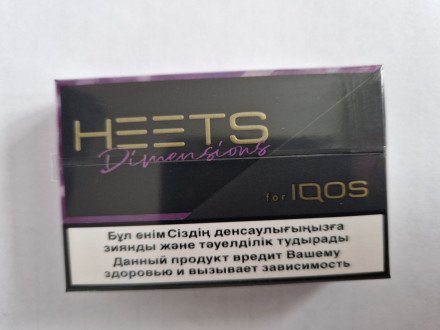 HEETS
Dimensions
for IQOS
Бұл өнім Сіздің денсаулығыңызға
зиянды және тәуелділік тудырады
Данный продукт вредит Вашему
здоровью и вызывает зависимость